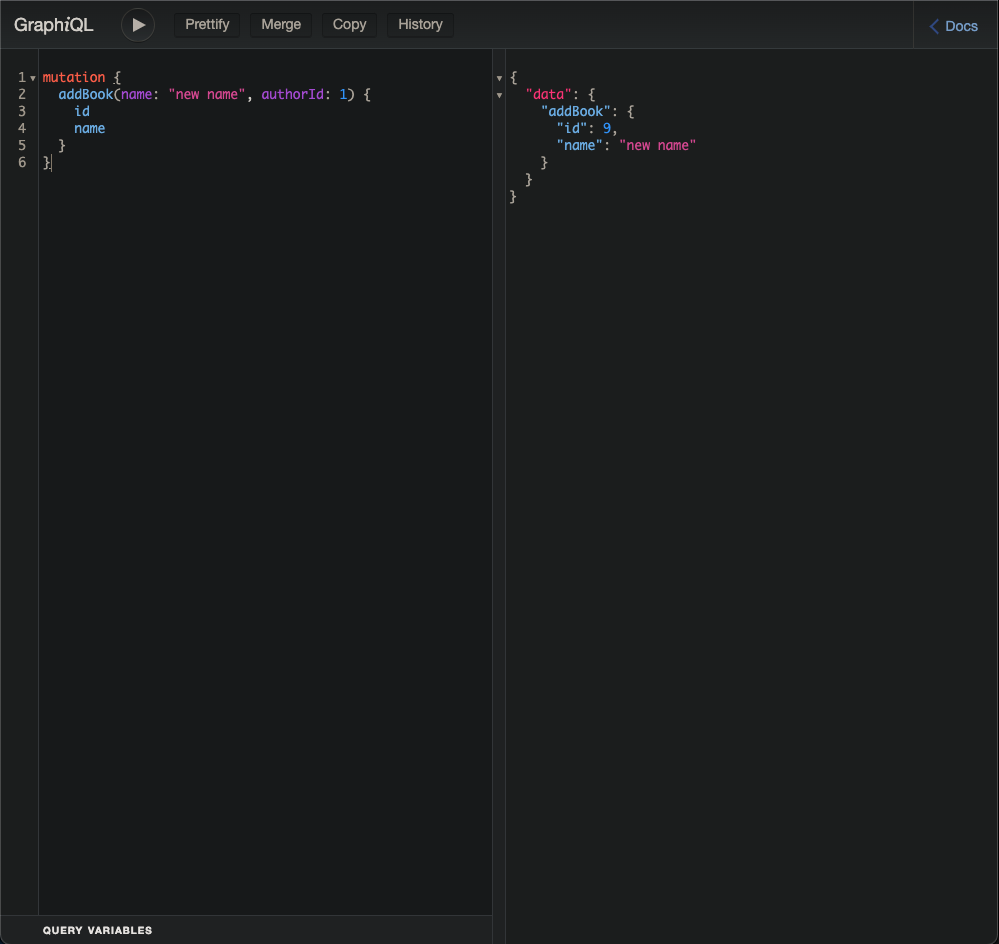 GraphiQL Prettify Merge Copy History Docs
1 mutation {
2 addBook(name: "new name", authorId: 1) {
3 id
4 name
5 }
6 }
{
"data": {
"addBook": {
"id": 9,
"name": "new name"
}
}
}
QUERY VARIABLES